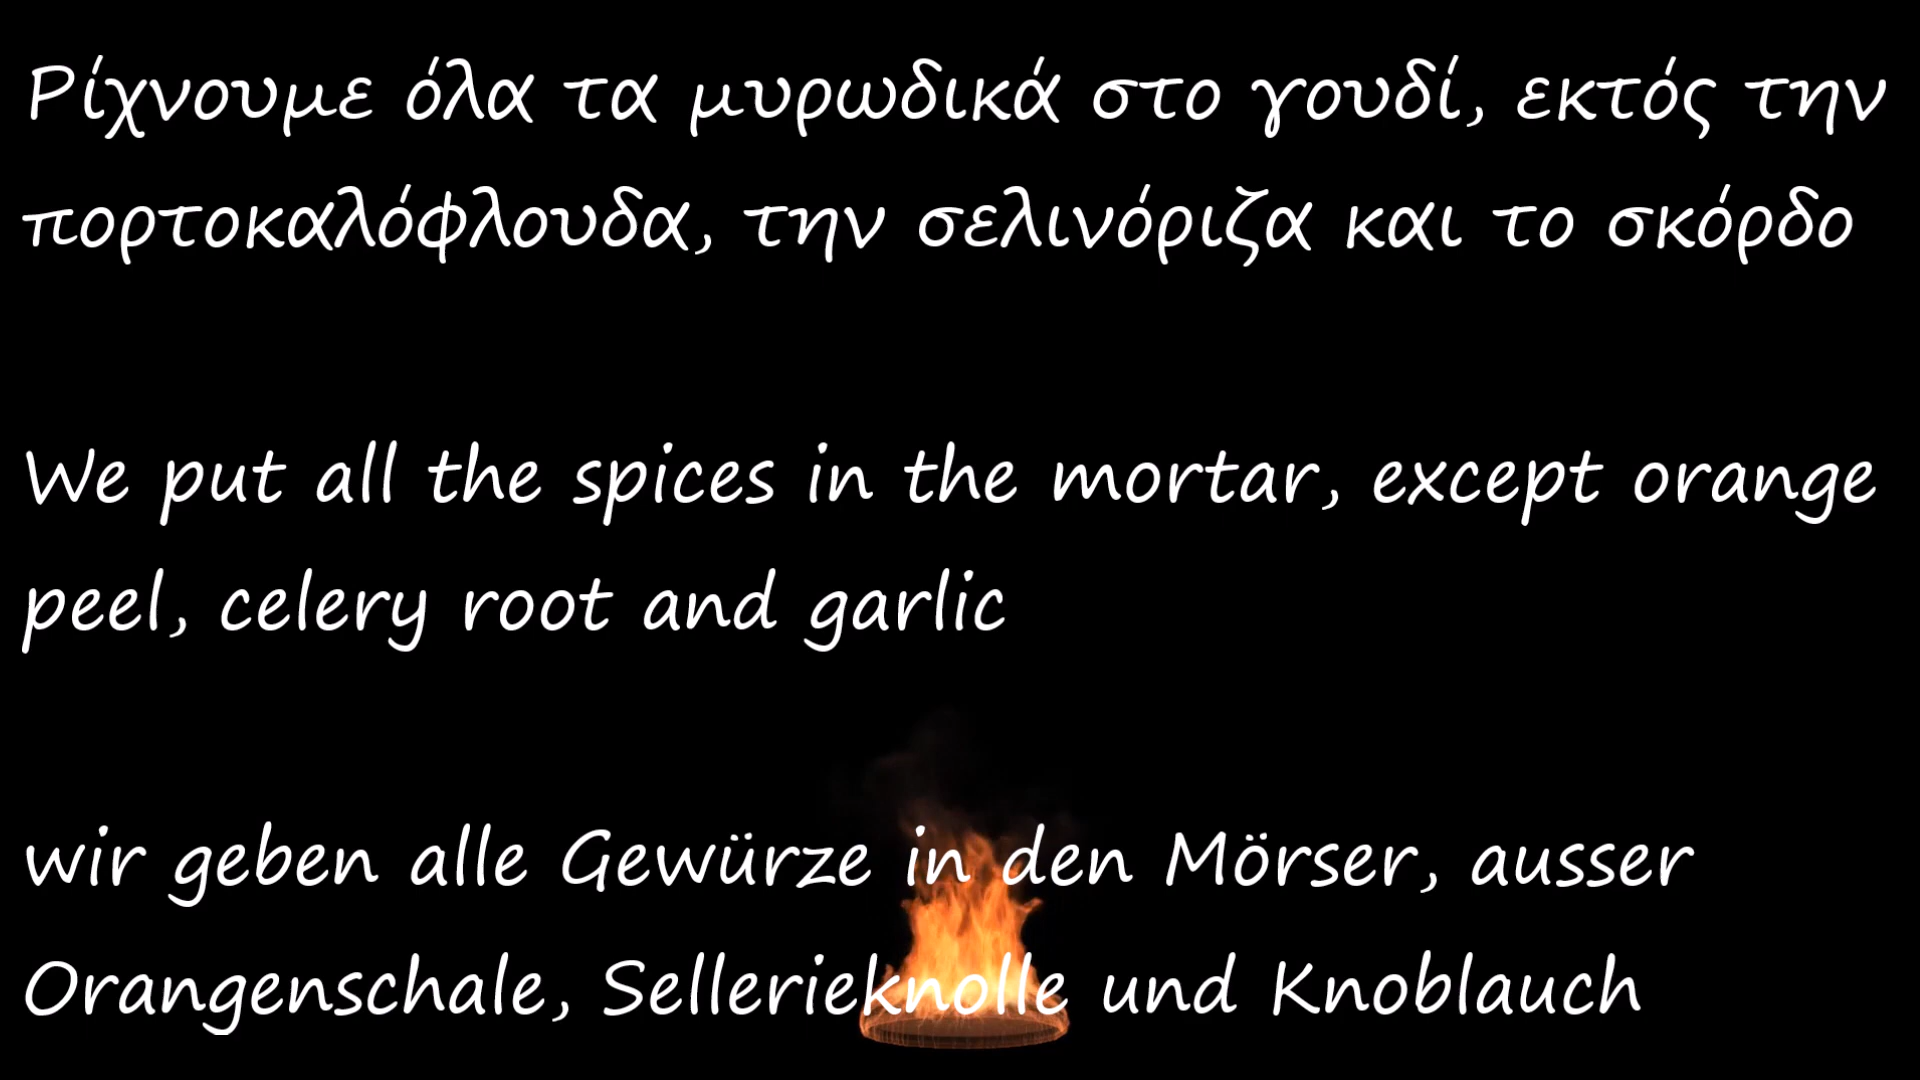 Ρίχνουμε όλα τα μυρωδικά στο γουδί, εκτός την
πορτοκαλόφλουδα, την σελινόριζα και το σκόρδο
We put all the spices in the mortar, except orange
peel, celery root and garlic
wir geben alle Gewürze in den Mörser, ausser
Orangenschale, Sellerieknolle und Knoblauch